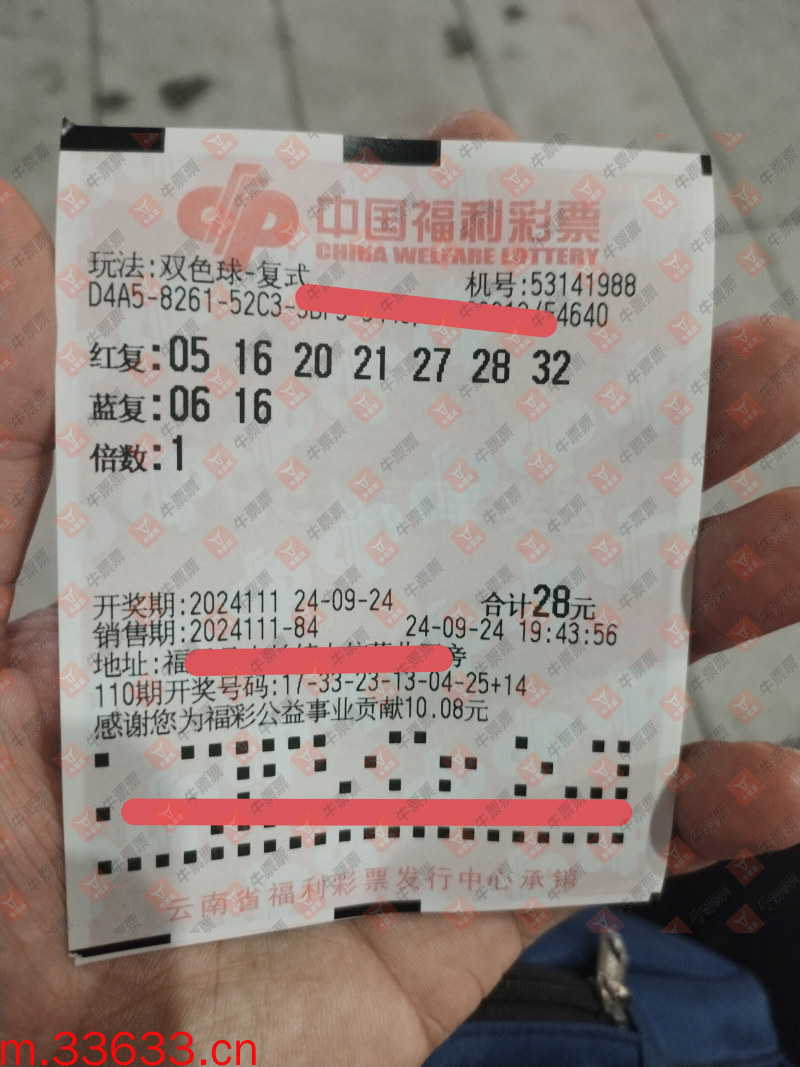 中国福利彩票
CHINA WELFARE LOTTERY
玩法:双色球-复式
机号:53141988
D4A5-8261-52C3- 54640
红复:05 16 20 21 27 28 32
蓝复:06 16
倍数:1
开奖期:2024111 24-09-24 合计28元
销售期:2024111-84 24-09-24 19:43:56
地址:福
110期开奖号码:17-33-23-13-04-25+14
感谢您为福彩公益事业贡献10.08元
云南省福利彩票发行中心承销
牛票票
m.33633.cn